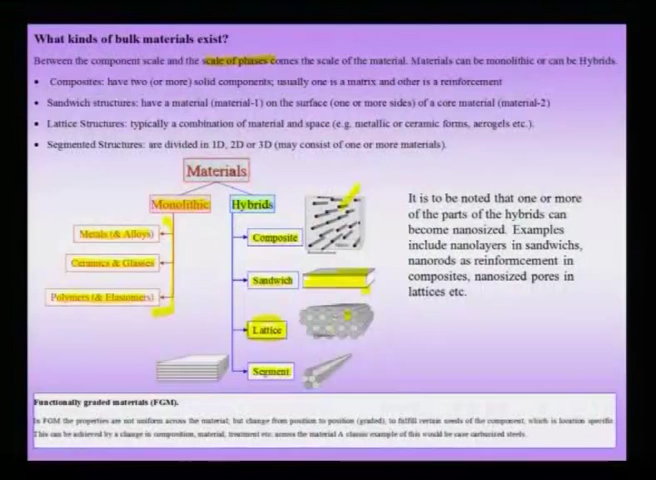 What kinds of bulk materials exist?
Between the component scale and the scale of phases comes the scale of the material. Materials can be monolithic or can be Hybrids.
• Composites: have two (or more) solid components; usually one is a matrix and other is a reinforcement
• Sandwich structures: have a material (material-1) on the surface (one or more sides) of a core material (material-2)
• Lattice Structures: typically a combination of material and space (e.g. metallic or ceramic forms, aerogels etc.).
• Segmented Structures: are divided in 1D, 2D or 3D (may consist of one or more materials).
Materials
Monolithic
Hybrids
Metals (& Alloys)
Ceramics & Glasses
Polymers (& Elastomers)
Composite
Sandwich
Lattice
Segment
It is to be noted that one or more
of the parts of the hybrids can
become nanosized. Examples
include nanolayers in sandwichs,
nanorods as reinforcement in
composites, nanosized pores in
lattices etc.
Functionally graded materials (FGM).
In FGM the properties are not uniform across the material, but change from position to position (graded), to fulfill certain needs of the component, which is location specific.
This can be achieved by a change in composition, material, treatment etc. across the material A classic example of this would be case carburized steels.